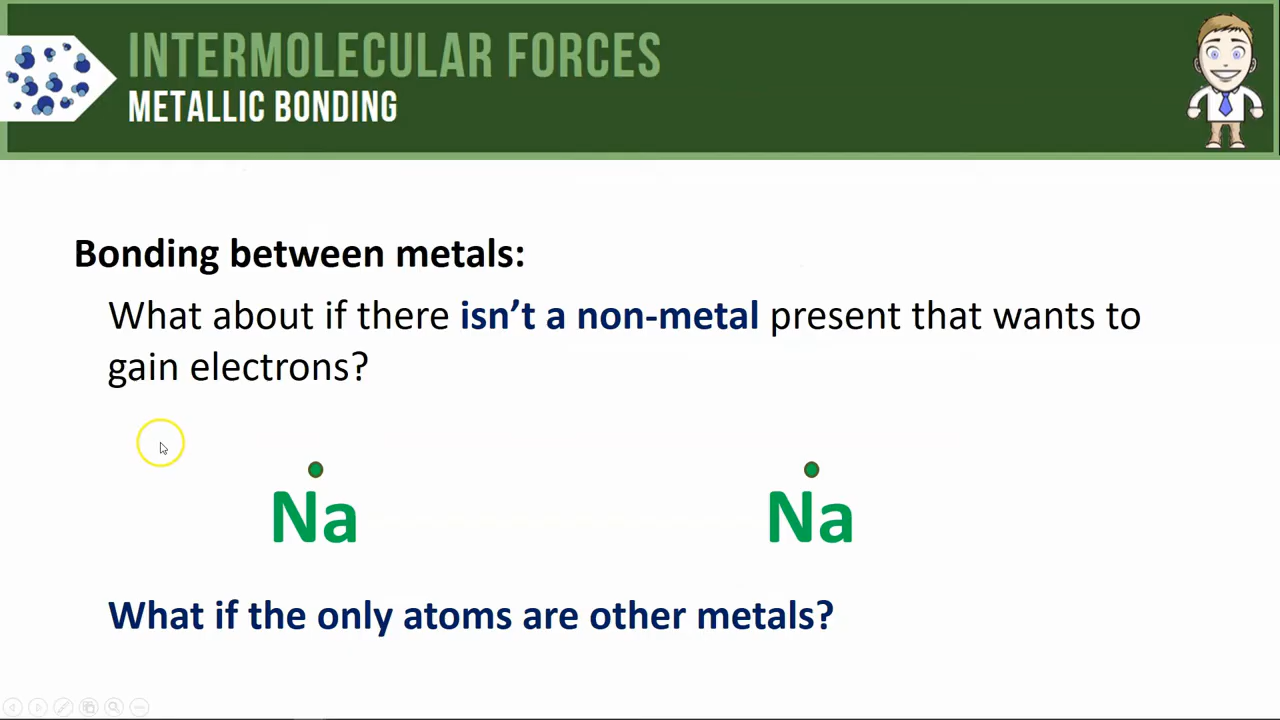 INTERMOLECULAR FORCES
METALLIC BONDING
Bonding between metals:
What about if there isn’t a non-metal present that wants to
gain electrons?
Na Na
What if the only atoms are other metals?